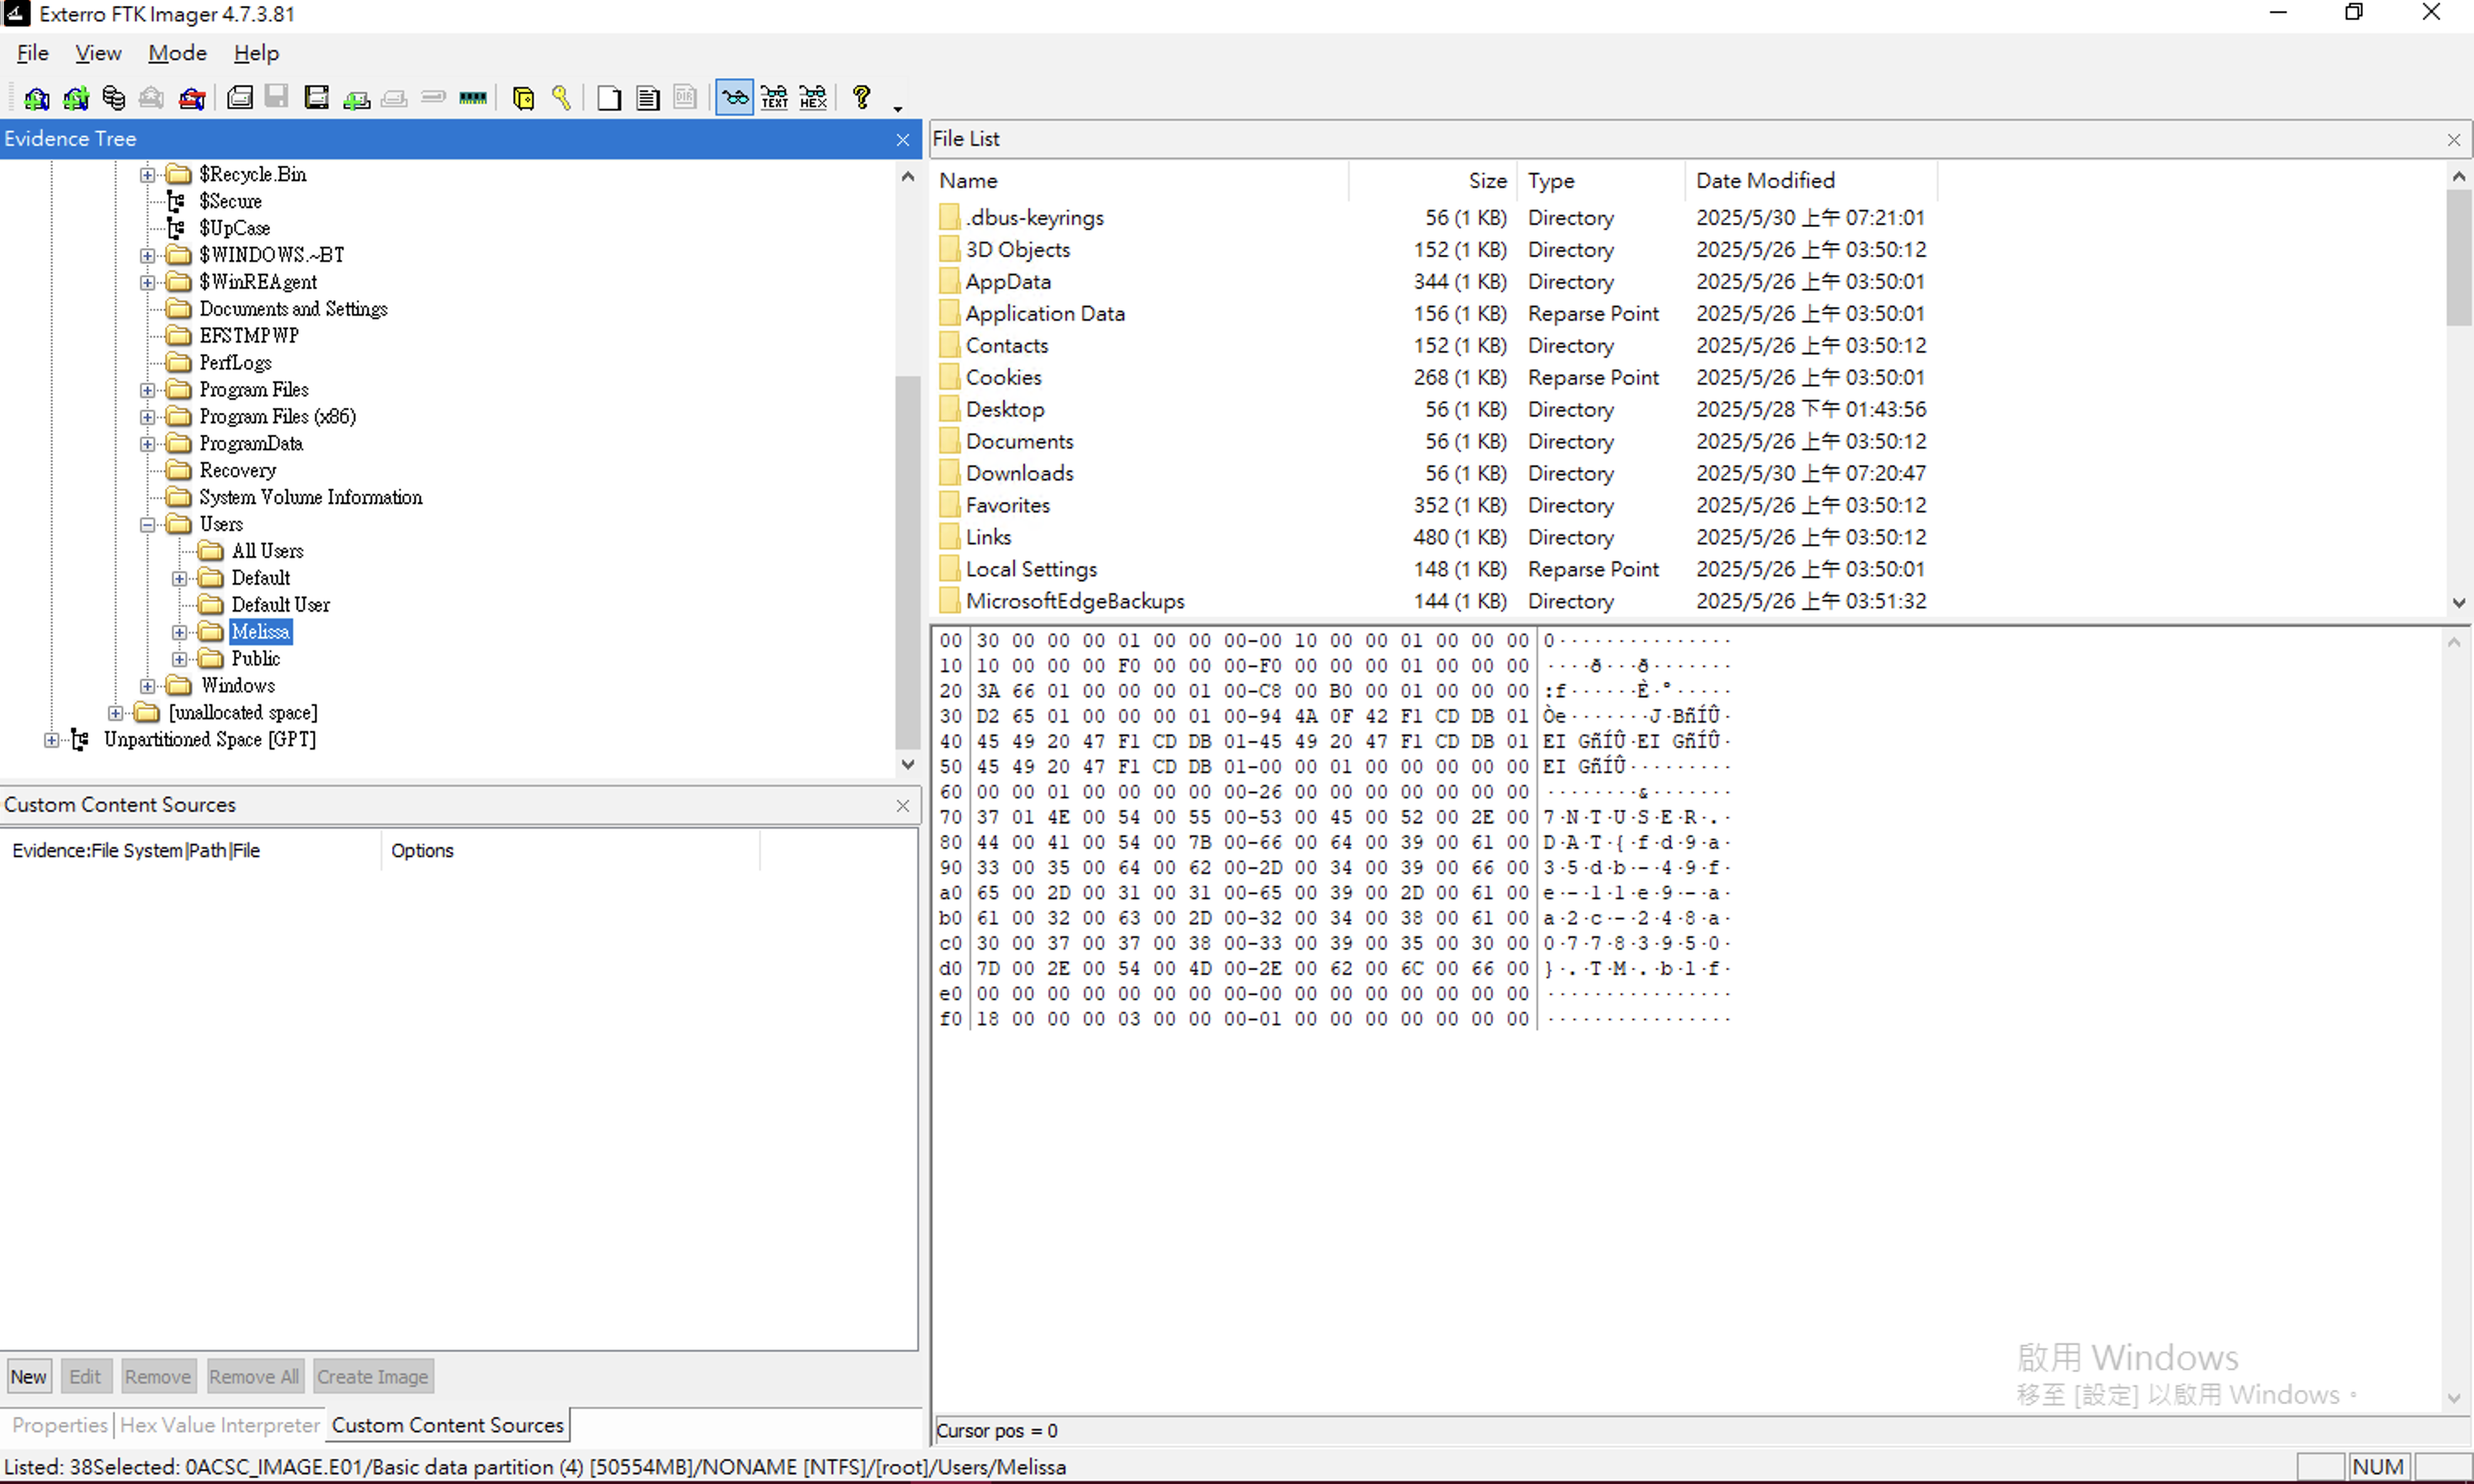 Exterro FTK Imager 4.7.3.81
File View Mode Help
TEXT HEX
Evidence Tree
$Recycle.Bin
$Secure
$UpCase
$WINDOWS.~BT
$WinREAgent
Documents and Settings
EFSTMPWP
PerfLogs
Program Files
Program Files (x86)
ProgramData
Recovery
System Volume Information
Users
All Users
Default
Default User
Melissa
Public
Windows
[unallocated space]
Unpartitioned Space [GPT]
Custom Content Sources
Evidence:File System|Path|File Options
New Edit Remove Remove All Create Image
Properties Hex Value Interpreter Custom Content Sources
File List
Name Size Type Date Modified
.dbus-keyrings 56 (1 KB) Directory 2025/5/30 上午 07:21:01
3D Objects 152 (1 KB) Directory 2025/5/26 上午 03:50:12
AppData 344 (1 KB) Directory 2025/5/26 上午 03:50:01
Application Data 156 (1 KB) Reparse Point 2025/5/26 上午 03:50:01
Contacts 152 (1 KB) Directory 2025/5/26 上午 03:50:12
Cookies 268 (1 KB) Reparse Point 2025/5/26 上午 03:50:01
Desktop 56 (1 KB) Directory 2025/5/28 下午 01:43:56
Documents 56 (1 KB) Directory 2025/5/26 上午 03:50:12
Downloads 56 (1 KB) Directory 2025/5/30 上午 07:20:47
Favorites 352 (1 KB) Directory 2025/5/26 上午 03:50:12
Links 480 (1 KB) Directory 2025/5/26 上午 03:50:12
Local Settings 148 (1 KB) Reparse Point 2025/5/26 上午 03:50:01
MicrosoftEdgeBackups 144 (1 KB) Directory 2025/5/26 上午 03:51:32
00 30 00 00 00 01 00 00 00-00 10 00 00 01 00 00 00 0···············
10 10 00 00 00 F0 00 00 00-F0 00 00 00 01 00 00 00 ····ð···ð·······
20 3A 66 01 00 00 00 01 00-C8 00 B0 00 01 00 00 00 :f······È·°·····
30 D2 65 01 00 00 00 01 00-94 4A 0F 42 F1 CD DB 01 Òe·······J·BñÍÛ·
40 45 49 20 47 F1 CD DB 01-45 49 20 47 F1 CD DB 01 EI GñÍÛ·EI GñÍÛ·
50 45 49 20 47 F1 CD DB 01-00 00 01 00 00 00 00 00 EI GñÍÛ·········
60 00 00 01 00 00 00 00 00-26 00 00 00 00 00 00 00 ········&·······
70 37 01 4E 00 54 00 55 00-53 00 45 00 52 00 2E 00 7·N·T·U·S·E·R·.·
80 44 00 41 00 54 00 7B 00-66 00 64 00 39 00 61 00 D·A·T·{·f·d·9·a·
90 33 00 35 00 64 00 62 00-2D 00 34 00 39 00 66 00 3·5·d·b·-·4·9·f·
a0 65 00 2D 00 31 00 31 00-65 00 39 00 2D 00 61 00 e·-·1·1·e·9·-·a·
b0 61 00 32 00 63 00 2D 00-32 00 34 00 38 00 61 00 a·2·c·-·2·4·8·a·
c0 30 00 37 00 37 00 38 00-33 00 39 00 35 00 30 00 0·7·7·8·3·9·5·0·
d0 7D 00 2E 00 54 00 4D 00-2E 00 62 00 6C 00 66 00 }·.·T·M·.·b·l·f·
e0 00 00 00 00 00 00 00 00-00 00 00 00 00 00 00 00 ················
f0 18 00 00 00 03 00 00 00-01 00 00 00 00 00 00 00 ················
啟用 Windows
移至 [設定] 以啟用 Windows。
Cursor pos = 0
Listed: 38Selected: 0ACSC_IMAGE.E01/Basic data partition (4) [50554MB]/NONAME [NTFS]/[root]/Users/Melissa NUM